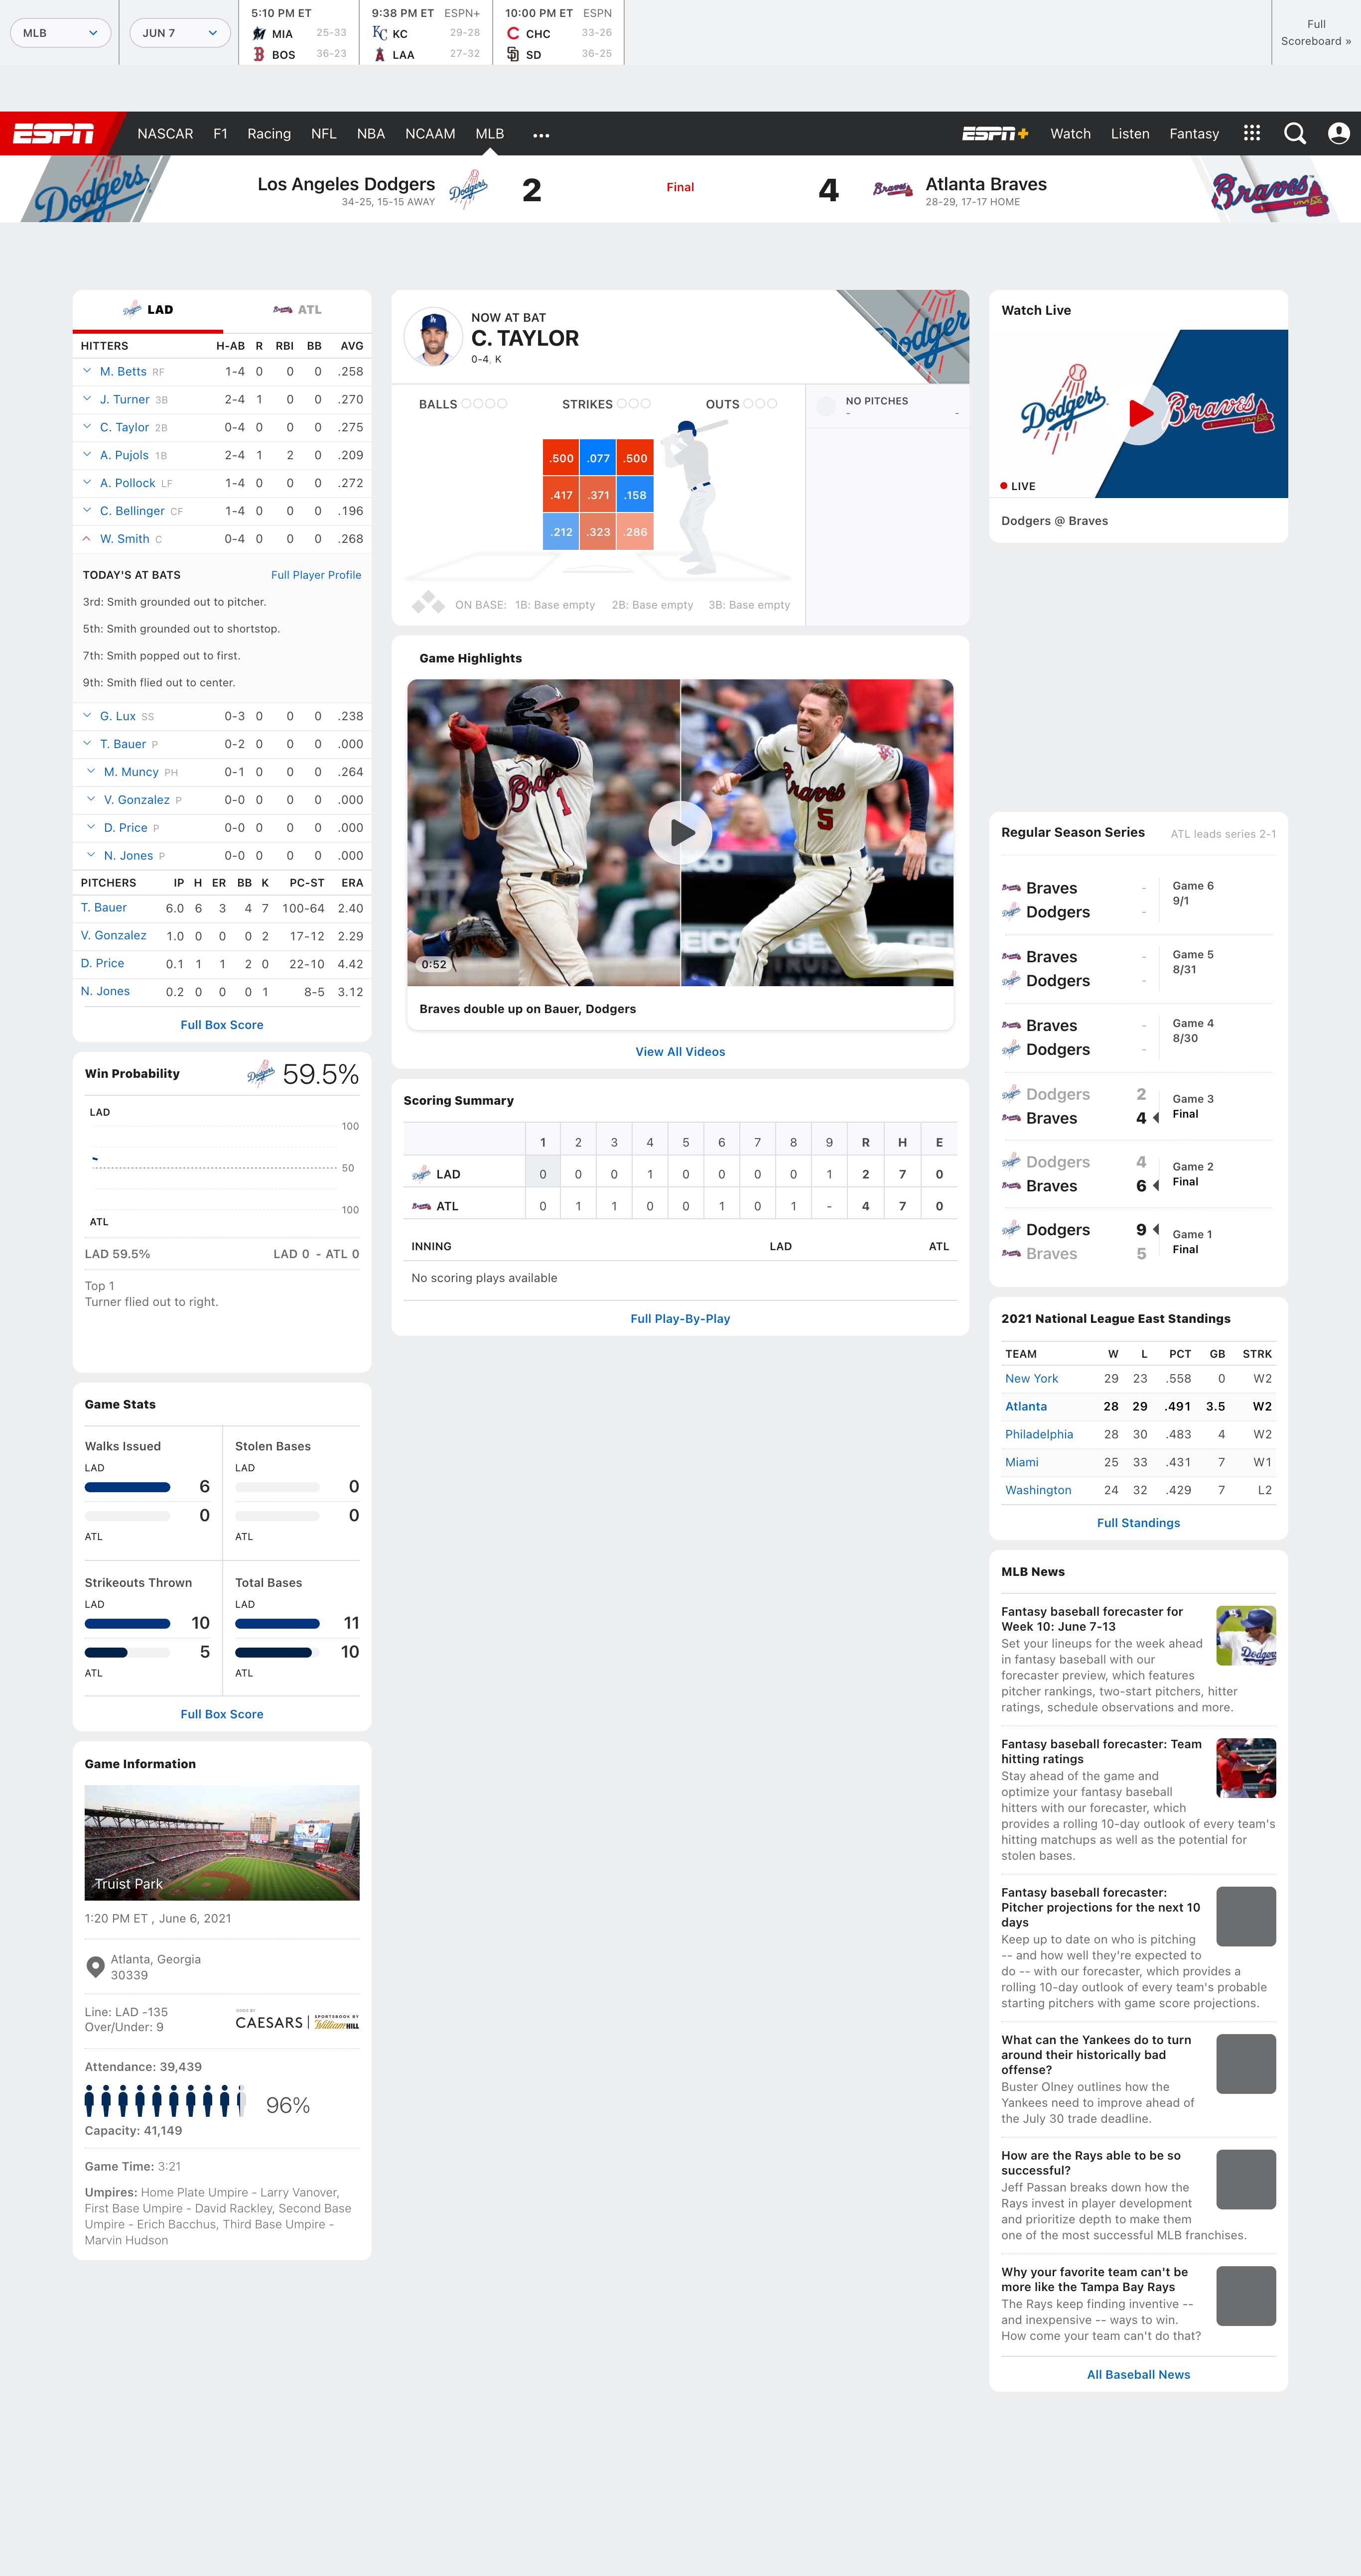 MLB
JUN 7
5:10 PM ET
MIA 25-33
BOS 36-23
9:38 PM ET ESPN+
KC 29-28
LAA 27-32
10:00 PM ET ESPN
CHC 33-26
SD 36-25
Full
Scoreboard »
ESPN NASCAR F1 Racing NFL NBA NCAAM MLB ... ESPN+ Watch Listen Fantasy
Dodgers
Los Angeles Dodgers
34-25, 15-15 AWAY
Dodgers
2
Final
4
Braves
Atlanta Braves
28-29, 17-17 HOME
Braves
LAD ATL
HITTERS H-AB R RBI BB AVG
M. Betts RF 1-4 0 0 0 .258
J. Turner 3B 2-4 1 0 0 .270
C. Taylor 2B 0-4 0 0 0 .275
A. Pujols 1B 2-4 1 2 0 .209
A. Pollock LF 1-4 0 0 0 .272
C. Bellinger CF 1-4 0 0 0 .196
W. Smith C 0-4 0 0 0 .268
TODAY'S AT BATS Full Player Profile
3rd: Smith grounded out to pitcher.
5th: Smith grounded out to shortstop.
7th: Smith popped out to first.
9th: Smith flied out to center.
G. Lux SS 0-3 0 0 0 .238
T. Bauer P 0-2 0 0 0 .000
M. Muncy PH 0-1 0 0 0 .264
V. Gonzalez P 0-0 0 0 0 .000
D. Price P 0-0 0 0 0 .000
N. Jones P 0-0 0 0 0 .000
PITCHERS IP H ER BB K PC-ST ERA
T. Bauer 6.0 6 3 4 7 100-64 2.40
V. Gonzalez 1.0 0 0 0 2 17-12 2.29
D. Price 0.1 1 1 2 0 22-10 4.42
N. Jones 0.2 0 0 0 1 8-5 3.12
Full Box Score
Win Probability Dodgers 59.5%
LAD
100
50
100
ATL
LAD 59.5% LAD 0 - ATL 0
Top 1
Turner flied out to right.
Game Stats
Walks Issued
LAD
6
0
ATL
Stolen Bases
LAD
0
0
ATL
Strikeouts Thrown
LAD
10
5
ATL
Total Bases
LAD
11
10
ATL
Full Box Score
Game Information
Truist Park
1:20 PM ET , June 6, 2021
Atlanta, Georgia
30339
Line: LAD -135
Over/Under: 9
ODDS BY
CAESARS | SPORTSBOOK BY
William HILL
Attendance: 39,439
96%
Capacity: 41,149
Game Time: 3:21
Umpires: Home Plate Umpire - Larry Vanover,
First Base Umpire - David Rackley, Second Base
Umpire - Erich Bacchus, Third Base Umpire -
Marvin Hudson
NOW AT BAT
C. TAYLOR
0-4, K
Dodgers
BALLS STRIKES OUTS
NO PITCHES
- -
.500 .077 .500
.417 .371 .158
.212 .323 .286
ON BASE: 1B: Base empty 2B: Base empty 3B: Base empty
Game Highlights
Braves
1
Braves
5
GEICO GE
0:52
Braves double up on Bauer, Dodgers
View All Videos
Scoring Summary
1 2 3 4 5 6 7 8 9 R H E
LAD 0 0 0 1 0 0 0 0 1 2 7 0
ATL 0 1 1 0 0 1 0 1 - 4 7 0
INNING LAD ATL
No scoring plays available
Full Play-By-Play
Watch Live
Dodgers
Braves
LIVE
Dodgers @ Braves
Regular Season Series ATL leads series 2-1
Braves - Game 6
Dodgers - 9/1
Braves - Game 5
Dodgers - 8/31
Braves - Game 4
Dodgers - 8/30
Dodgers 2 Game 3
Braves 4 Final
Dodgers 4 Game 2
Braves 6 Final
Dodgers 9 Game 1
Braves 5 Final
2021 National League East Standings
TEAM W L PCT GB STRK
New York 29 23 .558 0 W2
Atlanta 28 29 .491 3.5 W2
Philadelphia 28 30 .483 4 W2
Miami 25 33 .431 7 W1
Washington 24 32 .429 7 L2
Full Standings
MLB News
Fantasy baseball forecaster for
Week 10: June 7-13
Set your lineups for the week ahead
in fantasy baseball with our
forecaster preview, which features
pitcher rankings, two-start pitchers, hitter
ratings, schedule observations and more.
Fantasy baseball forecaster: Team
hitting ratings
Stay ahead of the game and
optimize your fantasy baseball
hitters with our forecaster, which
provides a rolling 10-day outlook of every team's
hitting matchups as well as the potential for
stolen bases.
Fantasy baseball forecaster:
Pitcher projections for the next 10
days
Keep up to date on who is pitching
-- and how well they're expected to
do -- with our forecaster, which provides a
rolling 10-day outlook of every team's probable
starting pitchers with game score projections.
What can the Yankees do to turn
around their historically bad
offense?
Buster Olney outlines how the
Yankees need to improve ahead of
the July 30 trade deadline.
How are the Rays able to be so
successful?
Jeff Passan breaks down how the
Rays invest in player development
and prioritize depth to make them
one of the most successful MLB franchises.
Why your favorite team can't be
more like the Tampa Bay Rays
The Rays keep finding inventive --
and inexpensive -- ways to win.
How come your team can't do that?
All Baseball News